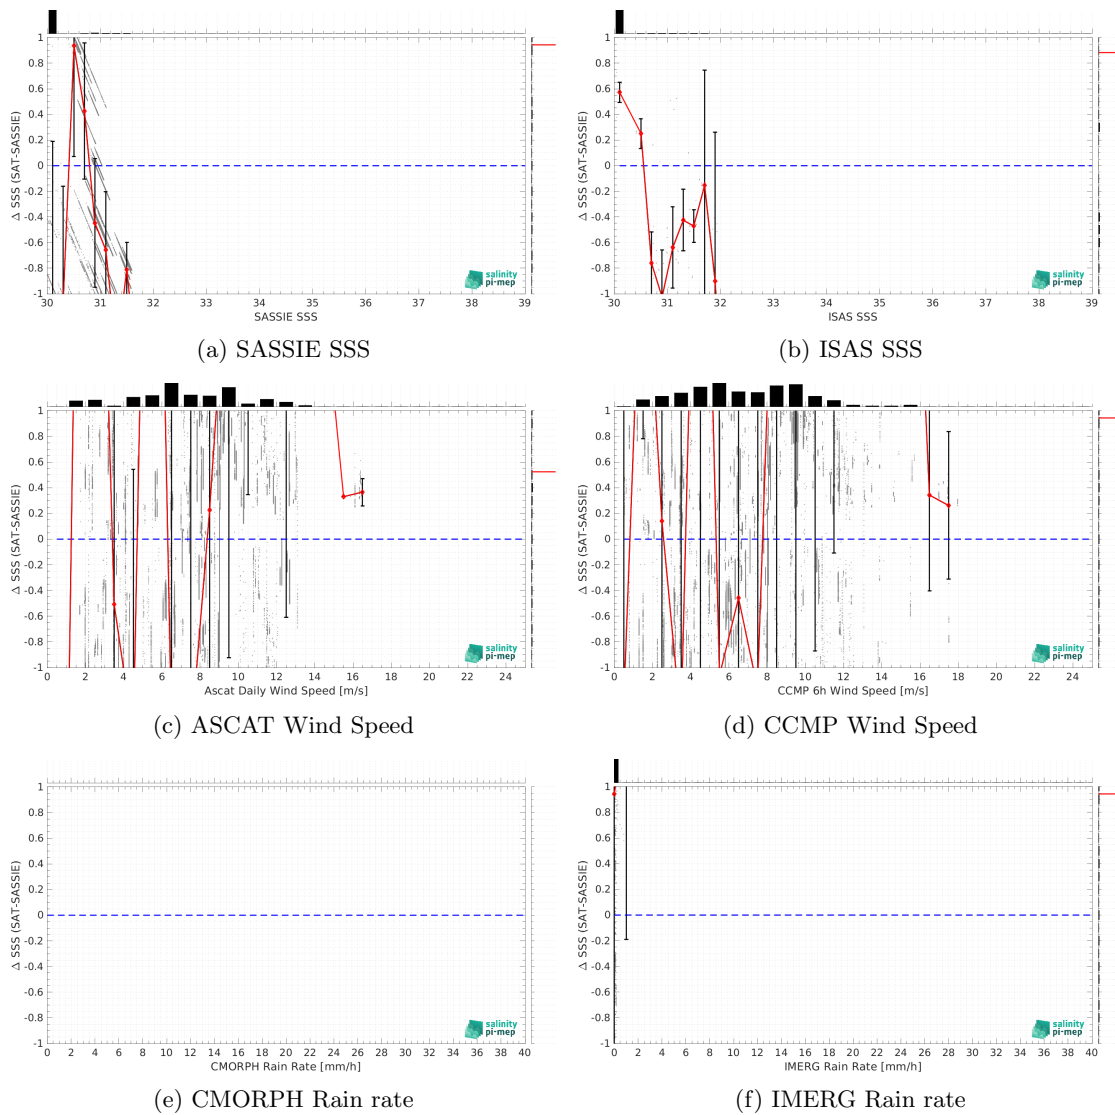 1
0.8
0.6
0.4
0.2
0
-0.2
-0.4
-0.6
-0.8
-1
Δ SSS (SAT-SASSIE)
salinity
pi-mep
30 31 32 33 34 35 36 37 38 39
SASSIE SSS
(a) SASSIE SSS
1
0.8
0.6
0.4
0.2
0
-0.2
-0.4
-0.6
-0.8
-1
Δ SSS (SAT-SASSIE)
salinity
pi-mep
30 31 32 33 34 35 36 37 38 39
ISAS SSS
(b) ISAS SSS
1
0.8
0.6
0.4
0.2
0
-0.2
-0.4
-0.6
-0.8
-1
Δ SSS (SAT-SASSIE)
salinity
pi-mep
0 2 4 6 8 10 12 14 16 18 20 22 24
Ascat Daily Wind Speed [m/s]
(c) ASCAT Wind Speed
1
0.8
0.6
0.4
0.2
0
-0.2
-0.4
-0.6
-0.8
-1
Δ SSS (SAT-SASSIE)
salinity
pi-mep
0 2 4 6 8 10 12 14 16 18 20 22 24
CCMP 6h Wind Speed [m/s]
(d) CCMP Wind Speed
1
0.8
0.6
0.4
0.2
0
-0.2
-0.4
-0.6
-0.8
-1
Δ SSS (SAT-SASSIE)
salinity
pi-mep
0 2 4 6 8 10 12 14 16 18 20 22 24 26 28 30 32 34 36 38 40
CMORPH Rain Rate [mm/h]
(e) CMORPH Rain rate
1
0.8
0.6
0.4
0.2
0
-0.2
-0.4
-0.6
-0.8
-1
Δ SSS (SAT-SASSIE)
salinity
pi-mep
0 2 4 6 8 10 12 14 16 18 20 22 24 26 28 30 32 34 36 38 40
IMERG Rain Rate [mm/h]
(f) IMERG Rain rate